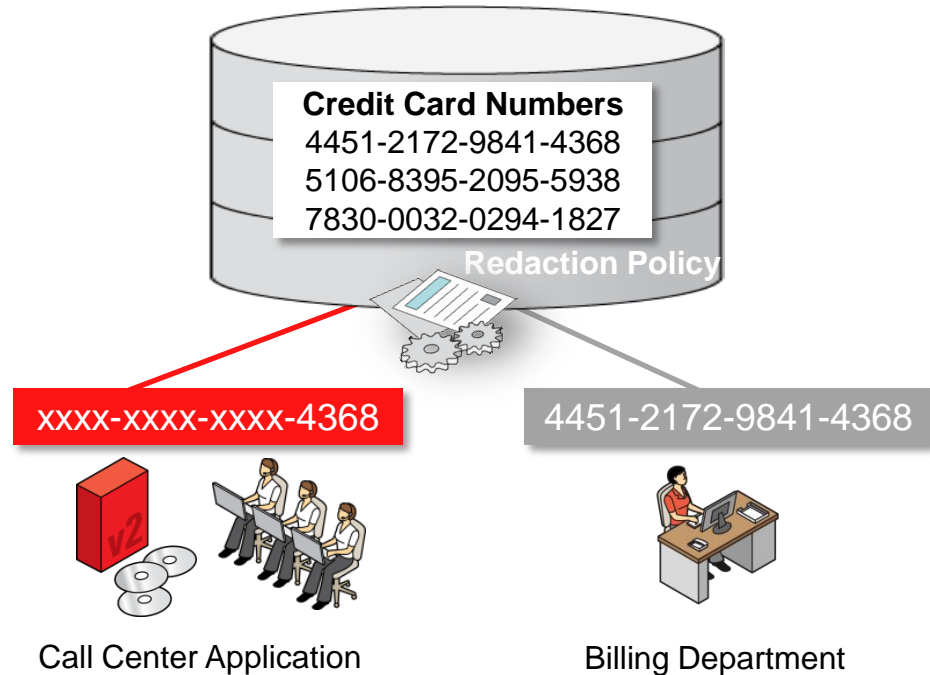 Credit Card Numbers
4451-2172-9841-4368
5106-8395-2095-5938
7830-0032-0294-1827
Redaction Policy
xxxx-xxxx-xxxx-4368
4451-2172-9841-4368
v2
Call Center Application
Billing Department